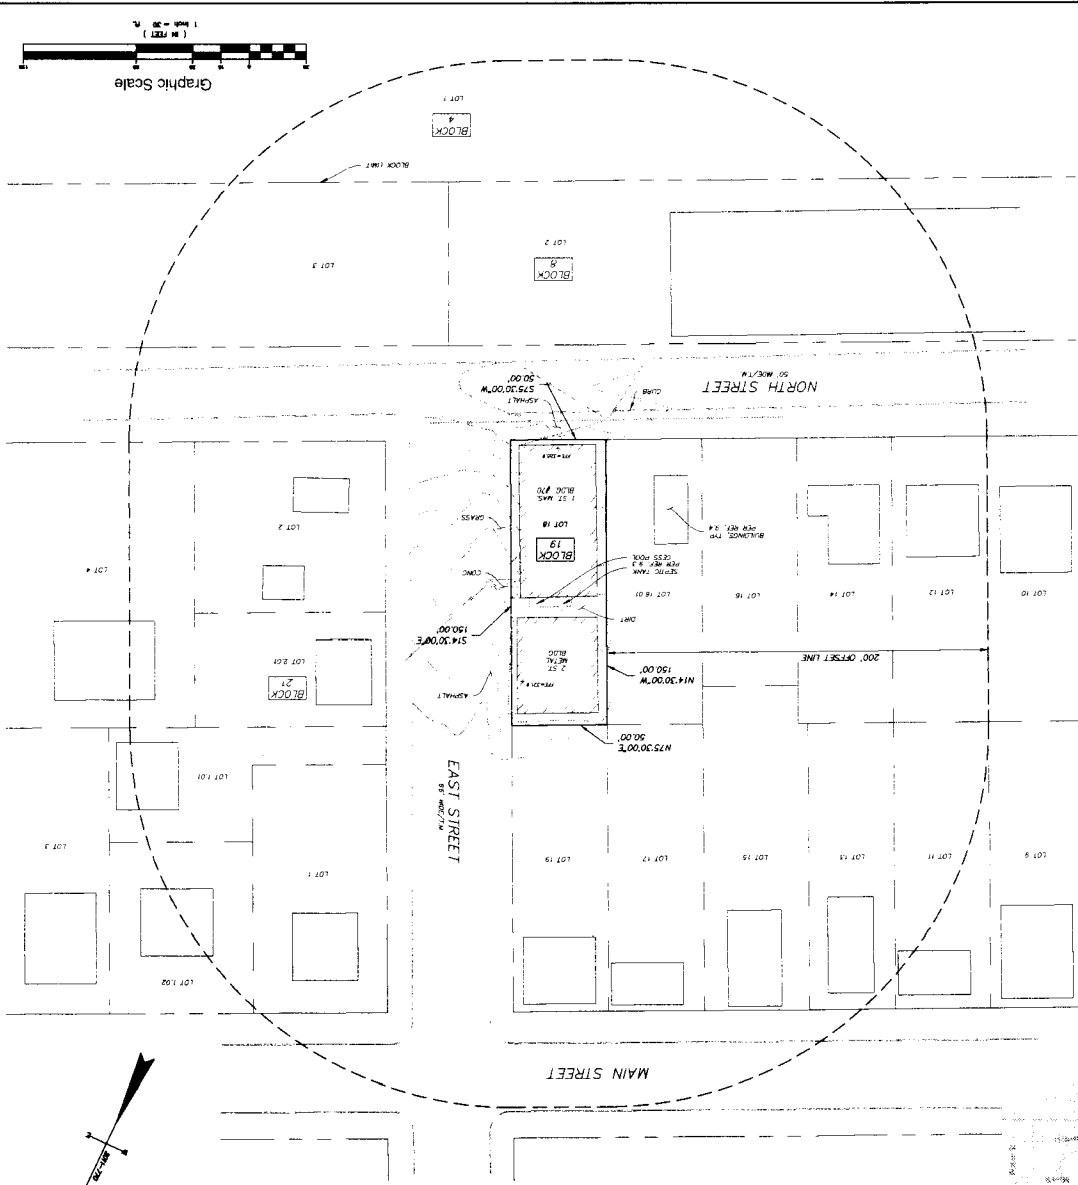 MAIN STREET
LOT 1.02
LOT 9
LOT 11
LOT 13
LOT 15
LOT 17
LOT 19
EAST STREET
66' WIDE/T.M.
LOT 1
LOT 3
LOT 1.01
N75°30'00"E
50.00'
N14°30'00"W
150.00'
200' OFFSET LINE
2 ST.
METAL
BLDG
ASPHALT
BLOCK
21
LOT 2.01
S14°30'00"E
150.00'
DIRT
LOT 10
LOT 12
LOT 14
LOT 16
LOT 16.01
SEPTIC TANK
PER REF. 9.3
CESS POOL
CONC
LOT 4
BLOCK
19
LOT 18
BUILDINGS, TYP
PER REF. 9.4
GRASS
LOT 2
1 ST. MAS.
BLDG #70
ASPHALT
S75°30'00"W
50.00'
CURB
NORTH STREET
50' WIDE/T.M.
BLOCK
8
LOT 2
LOT 3
BLOCK LIMIT
BLOCK
4
LOT 1
Graphic Scale
( IN FEET )
1 inch = 30 ft.